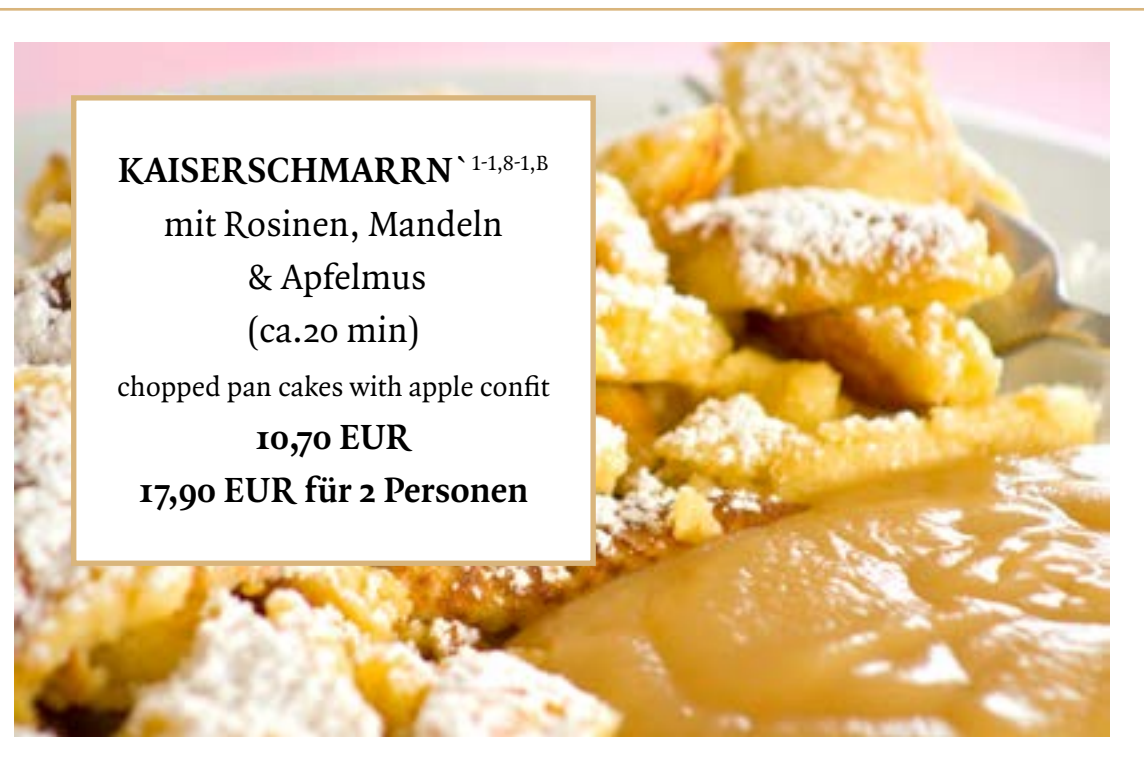 KAISERSCHMARRN`1-1,8-1,B
mit Rosinen, Mandeln
& Apfelmus
(ca.20 min)
chopped pan cakes with apple confit
10,70 EUR
17,90 EUR für 2 Personen